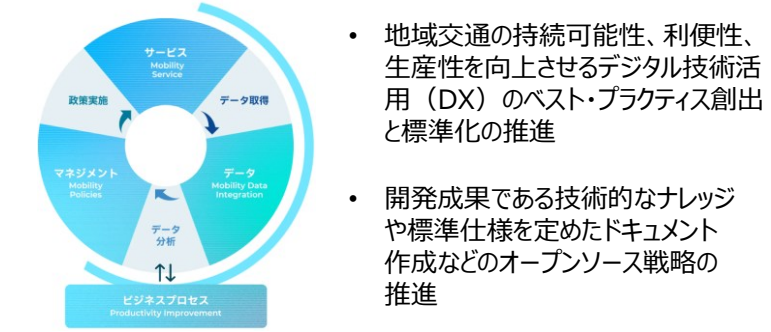 サービス
Mobility
Service
政策実施
データ取得
マネジメント
Mobility
Policies
データ
Mobility Data
Integration
データ
分析
ビジネスプロセス
Productivity Improvement
• 地域交通の持続可能性、利便性、
生産性を向上させるデジタル技術活
用（DX）のベスト・プラクティス創出
と標準化の推進
• 開発成果である技術的なナレッジ
や標準仕様を定めたドキュメント
作成などのオープンソース戦略の
推進